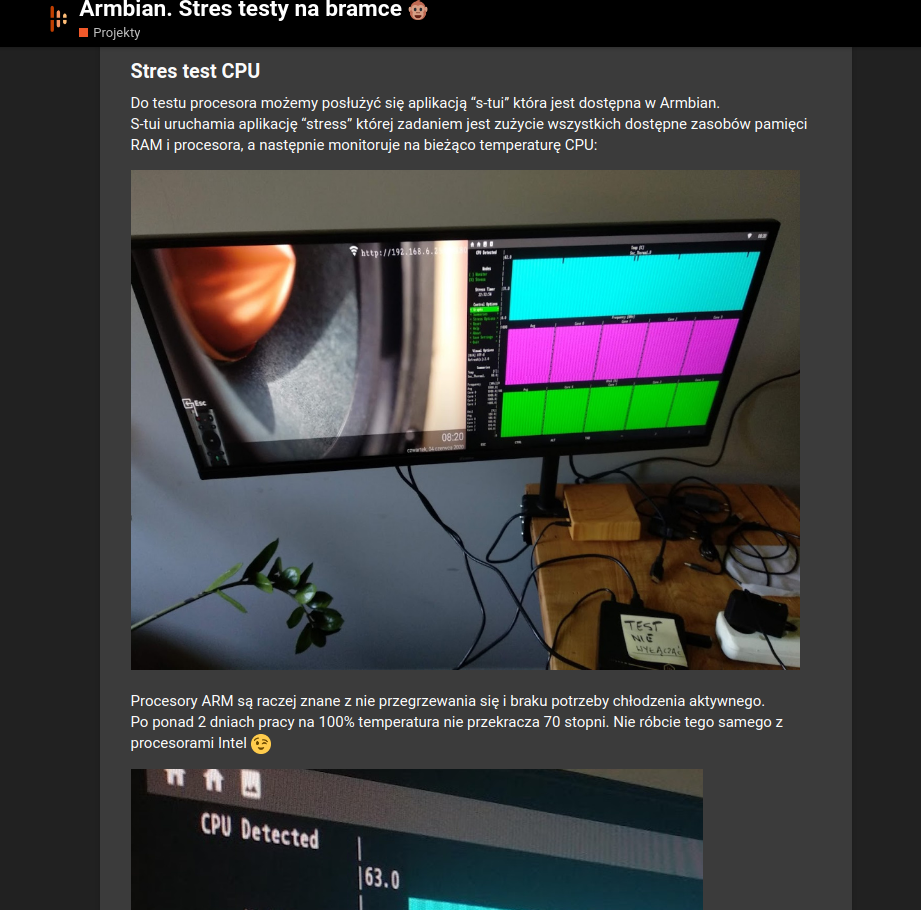 Armbian. Stres testy na bramce
Projekty
Stres test CPU
Do testu procesora możemy posłużyć się aplikacją “s-tui” która jest dostępna w Armbian.
S-tui uruchamia aplikację “stress” której zadaniem jest zużycie wszystkich dostępne zasobów pamięci
RAM i procesora, a następnie monitoruje na bieżąco temperaturę CPU:
http://192.168.6.2
CPU Detected
Esc
08:20
TEST
NIE
WYŁĄCZAĆ
Procesory ARM są raczej znane z nie przegrzewania się i braku potrzeby chłodzenia aktywnego.
Po ponad 2 dniach pracy na 100% temperatura nie przekracza 70 stopni. Nie róbcie tego samego z
procesorami Intel
CPU Detected
63.0